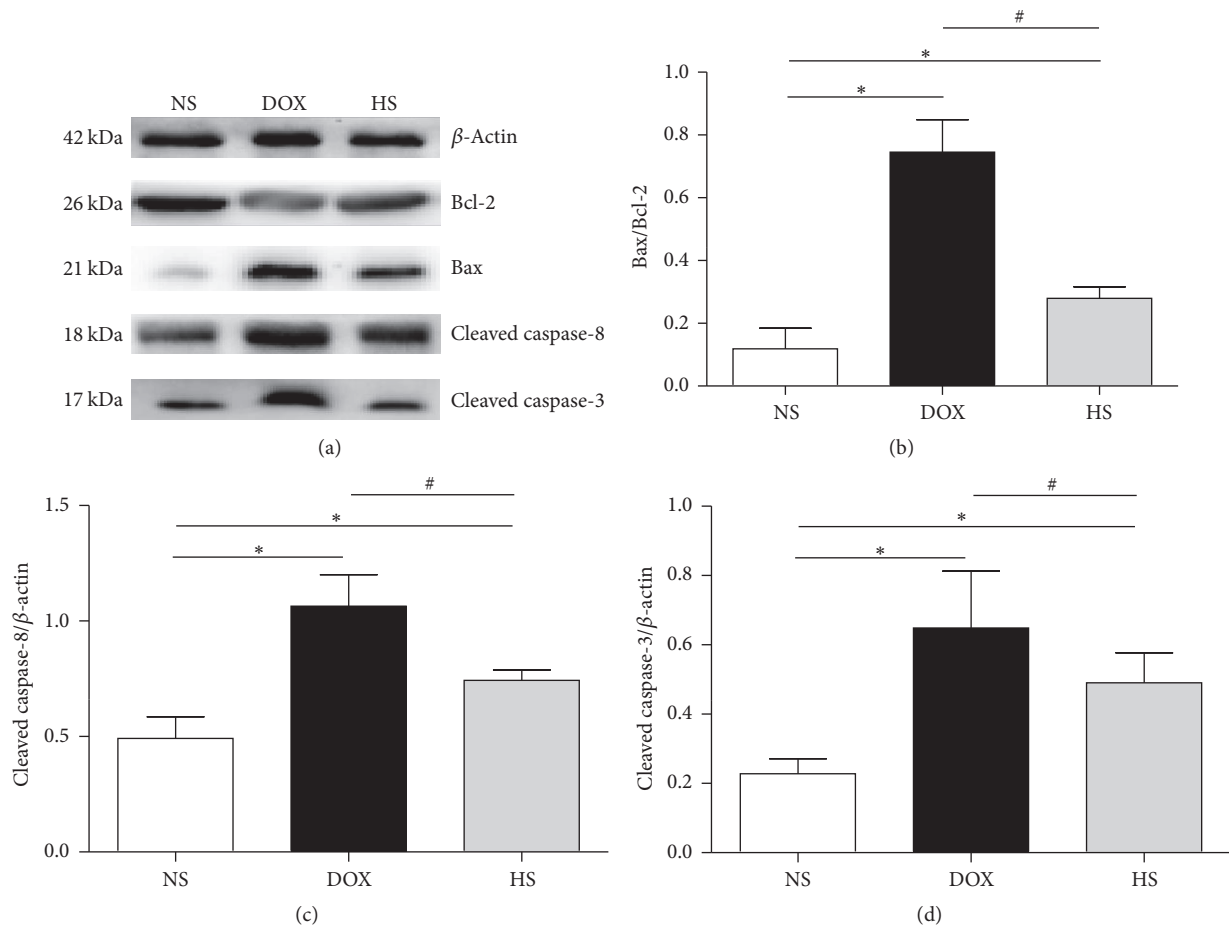 NS DOX HS
42 kDa β-Actin
26 kDa Bcl-2
21 kDa Bax
18 kDa Cleaved caspase-8
17 kDa Cleaved caspase-3
(a)
#
*
*
1.0
0.8
0.6
0.4
0.2
0.0
Bax/Bcl-2
NS DOX HS
(b)
#
*
*
1.5
1.0
0.5
0.0
Cleaved caspase-8/β-actin
NS DOX HS
(c)
#
*
*
1.0
0.8
0.6
0.4
0.2
0.0
Cleaved caspase-3/β-actin
NS DOX HS
(d)